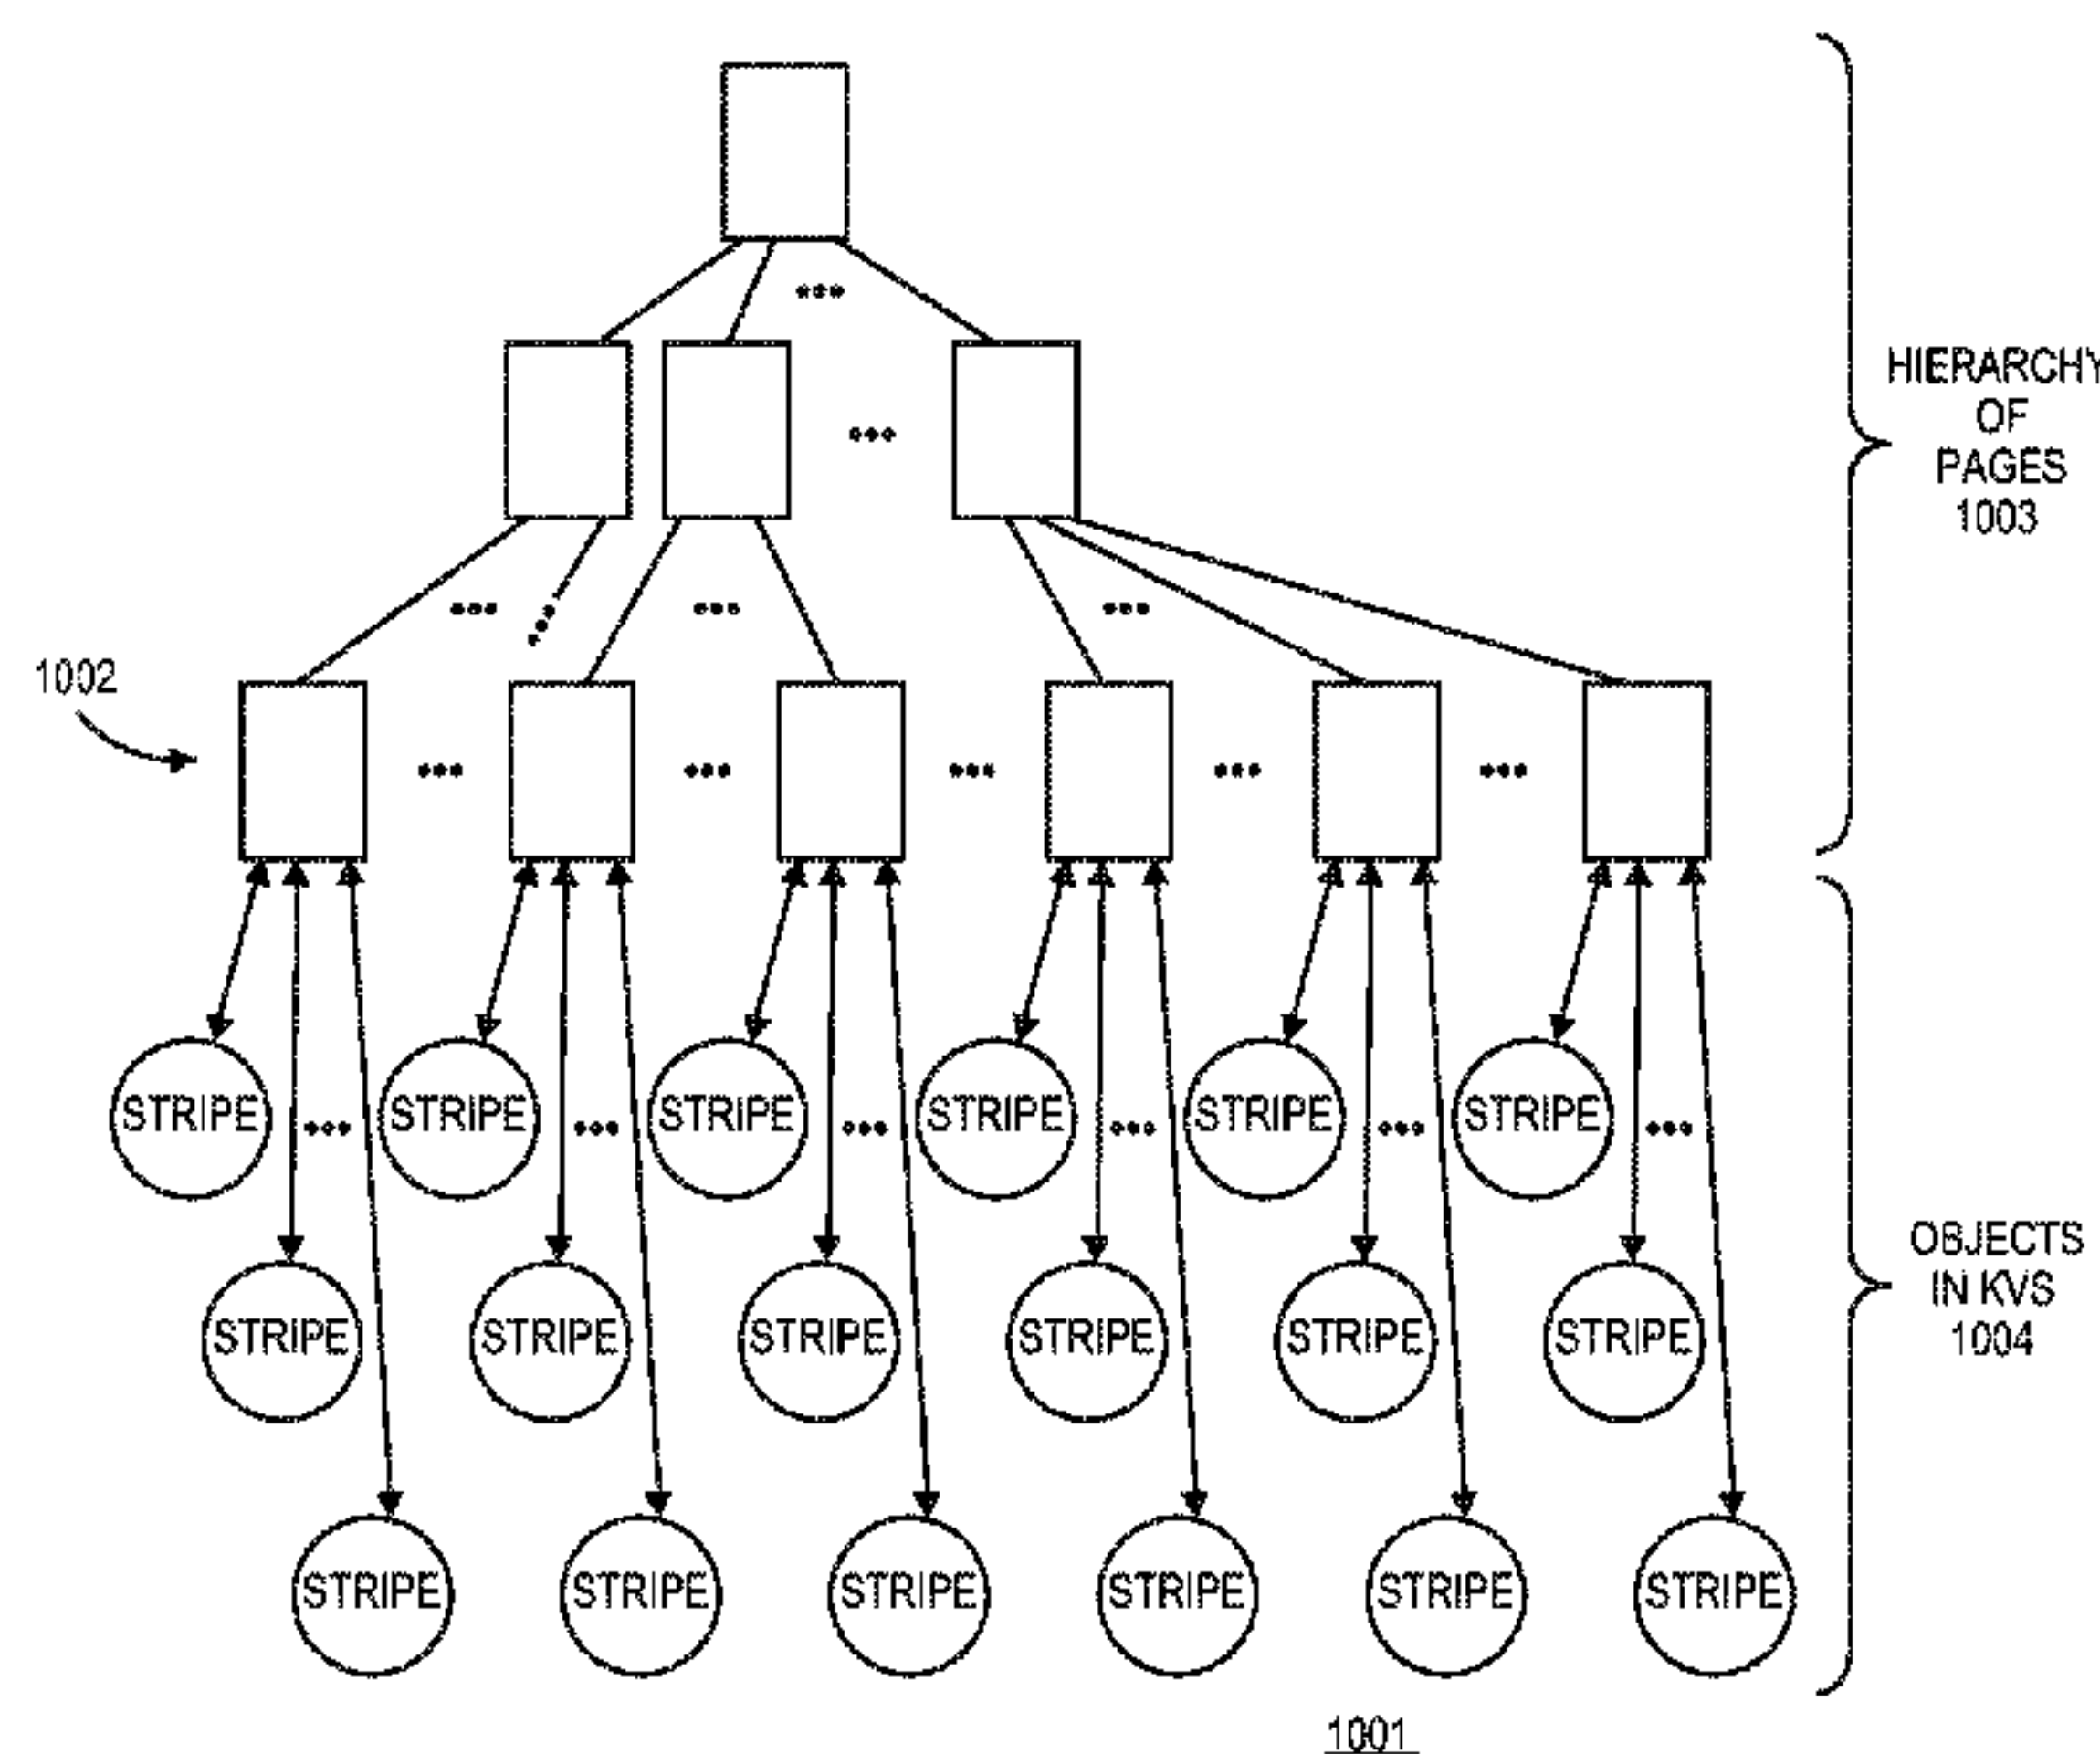 HIERARCHY
OF
PAGES
1003
1002
STRIPE STRIPE STRIPE STRIPE STRIPE STRIPE
OBJECTS
IN KVS
1004
STRIPE STRIPE STRIPE STRIPE STRIPE STRIPE
STRIPE STRIPE STRIPE STRIPE STRIPE STRIPE
1001